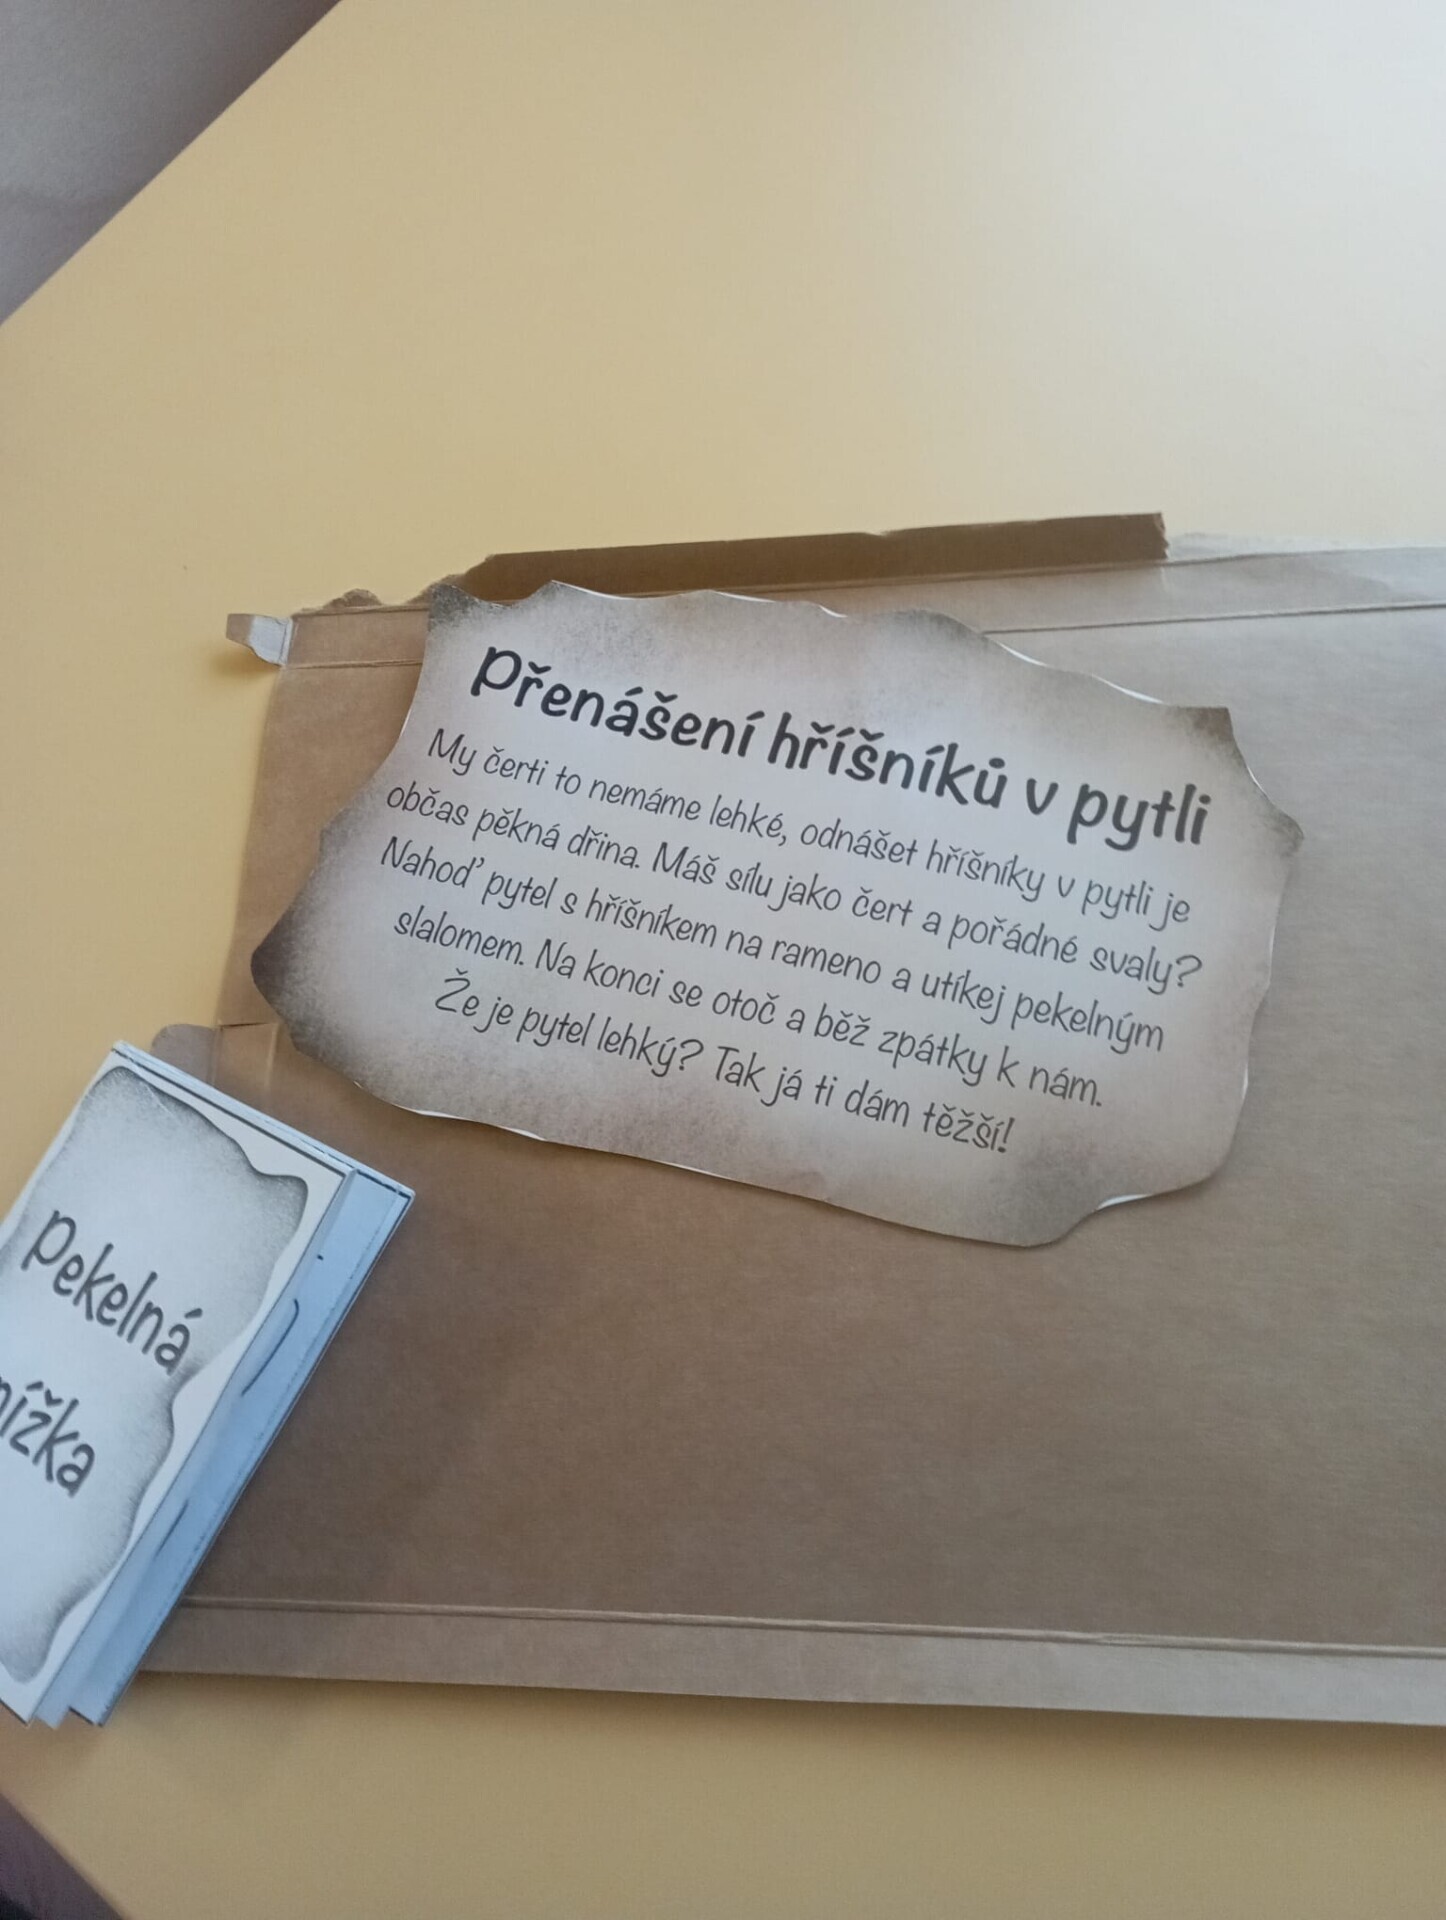 Přenášení hříšníků v pytli
My čerti to nemáme lehké, odnášet hříšníky v pytli je
občas pěkná dřina. Máš sílu jako čert a pořádné svaly?
Nahoď pytel s hříšníkem na rameno a utíkej pekelným
slalomem. Na konci se otoč a běž zpátky k nám.
Že je pytel lehký? Tak já ti dám těžší!
Pekelná